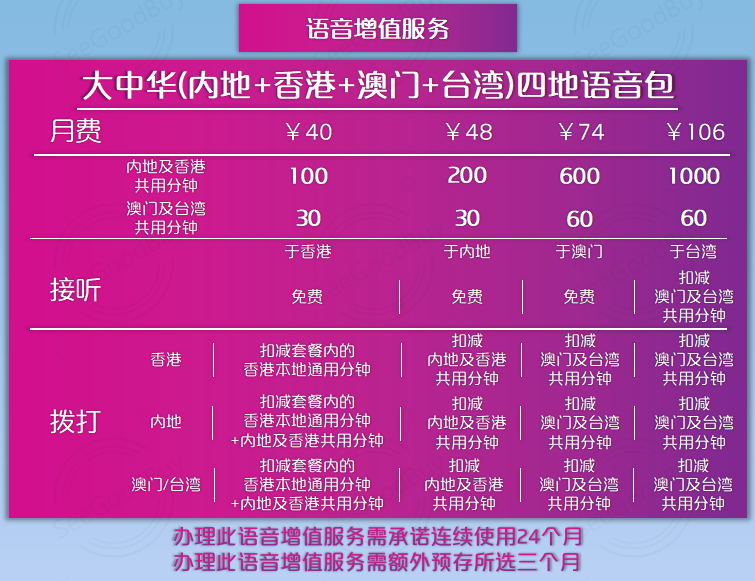 语音增值服务
大中华(内地+香港+澳门+台湾)四地语音包
月费 ￥40 ￥48 ￥74 ￥106
内地及香港
共用分钟 100 200 600 1000
澳门及台湾
共用分钟 30 30 60 60
于香港 于内地 于澳门 于台湾
接听 免费 免费 免费 扣减
澳门及台湾
共用分钟
拨打
香港 扣减套餐内的
香港本地通用分钟 扣减
内地及香港
共用分钟 扣减
澳门及台湾
共用分钟 扣减
澳门及台湾
共用分钟
内地 扣减套餐内的
香港本地通用分钟
+内地及香港共用分钟 扣减
内地及香港
共用分钟 扣减
澳门及台湾
共用分钟 扣减
澳门及台湾
共用分钟
澳门/台湾 扣减套餐内的
香港本地通用分钟
+内地及香港共用分钟 扣减
内地及香港
共用分钟 扣减
澳门及台湾
共用分钟 扣减
澳门及台湾
共用分钟
办理此语音增值服务需承诺连续使用24个月
办理此语音增值服务需额外预存所选三个月
SeeGoodBuy